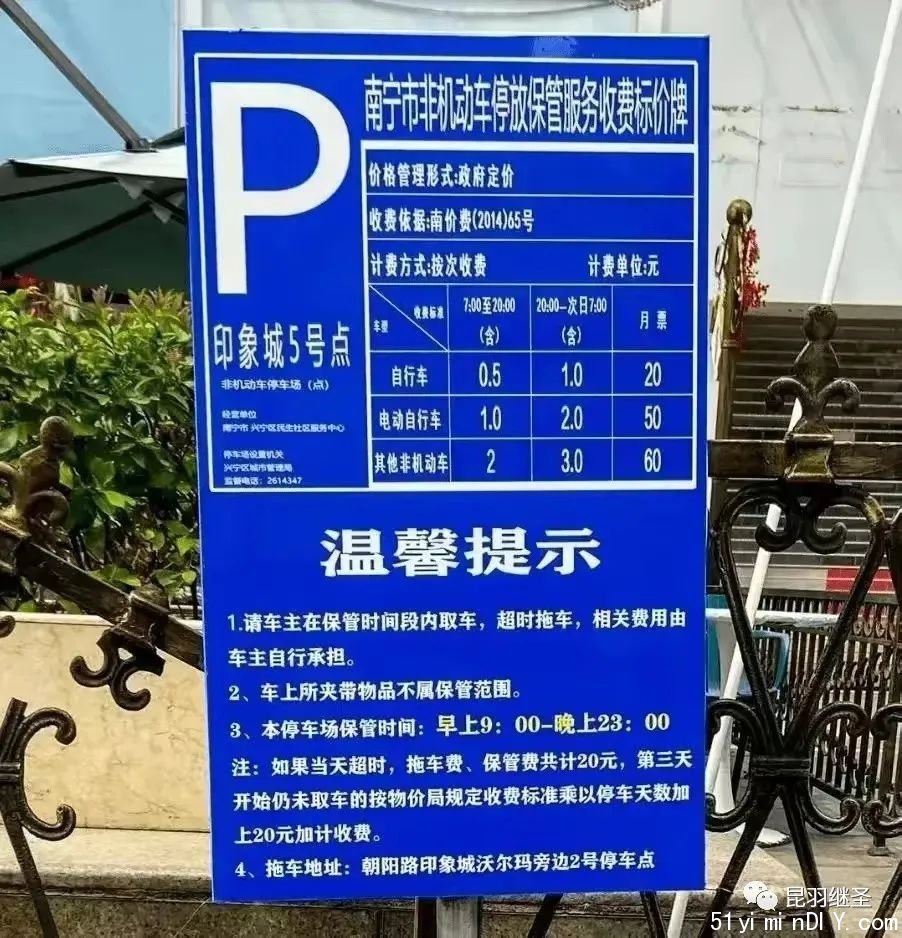 P
南宁市非机动车停放保管服务收费标价牌
价格管理形式:政府定价
收费依据:南价费(2014)65号
计费方式:按次收费 计费单位:元
收费标准 车型 7:00至20:00(含) 20:00—次日7:00(含) 月票
自行车 0.5 1.0 20
电动自行车 1.0 2.0 50
其他非机动车 2 3.0 60
印象城5号点
非机动车停车场（点）
经营单位
南宁市 兴宁区民生社区服务中心
停车场设置机关
兴宁区城市管理局
监督电话：2614347
温馨提示
1.请车主在保管时间段内取车，超时拖车，相关费用由
车主自行承担。
2、车上所夹带物品不属保管范围。
3、本停车场保管时间：早上9：00-晚上23：00
注：如果当天超时，拖车费、保管费共计20元，第三天
开始仍未取车的按物价局规定收费标准乘以停车天数加
上20元加计收费。
4、拖车地址：朝阳路印象城沃尔玛旁边2号停车点
昆羽继圣
51yiminDIY.com